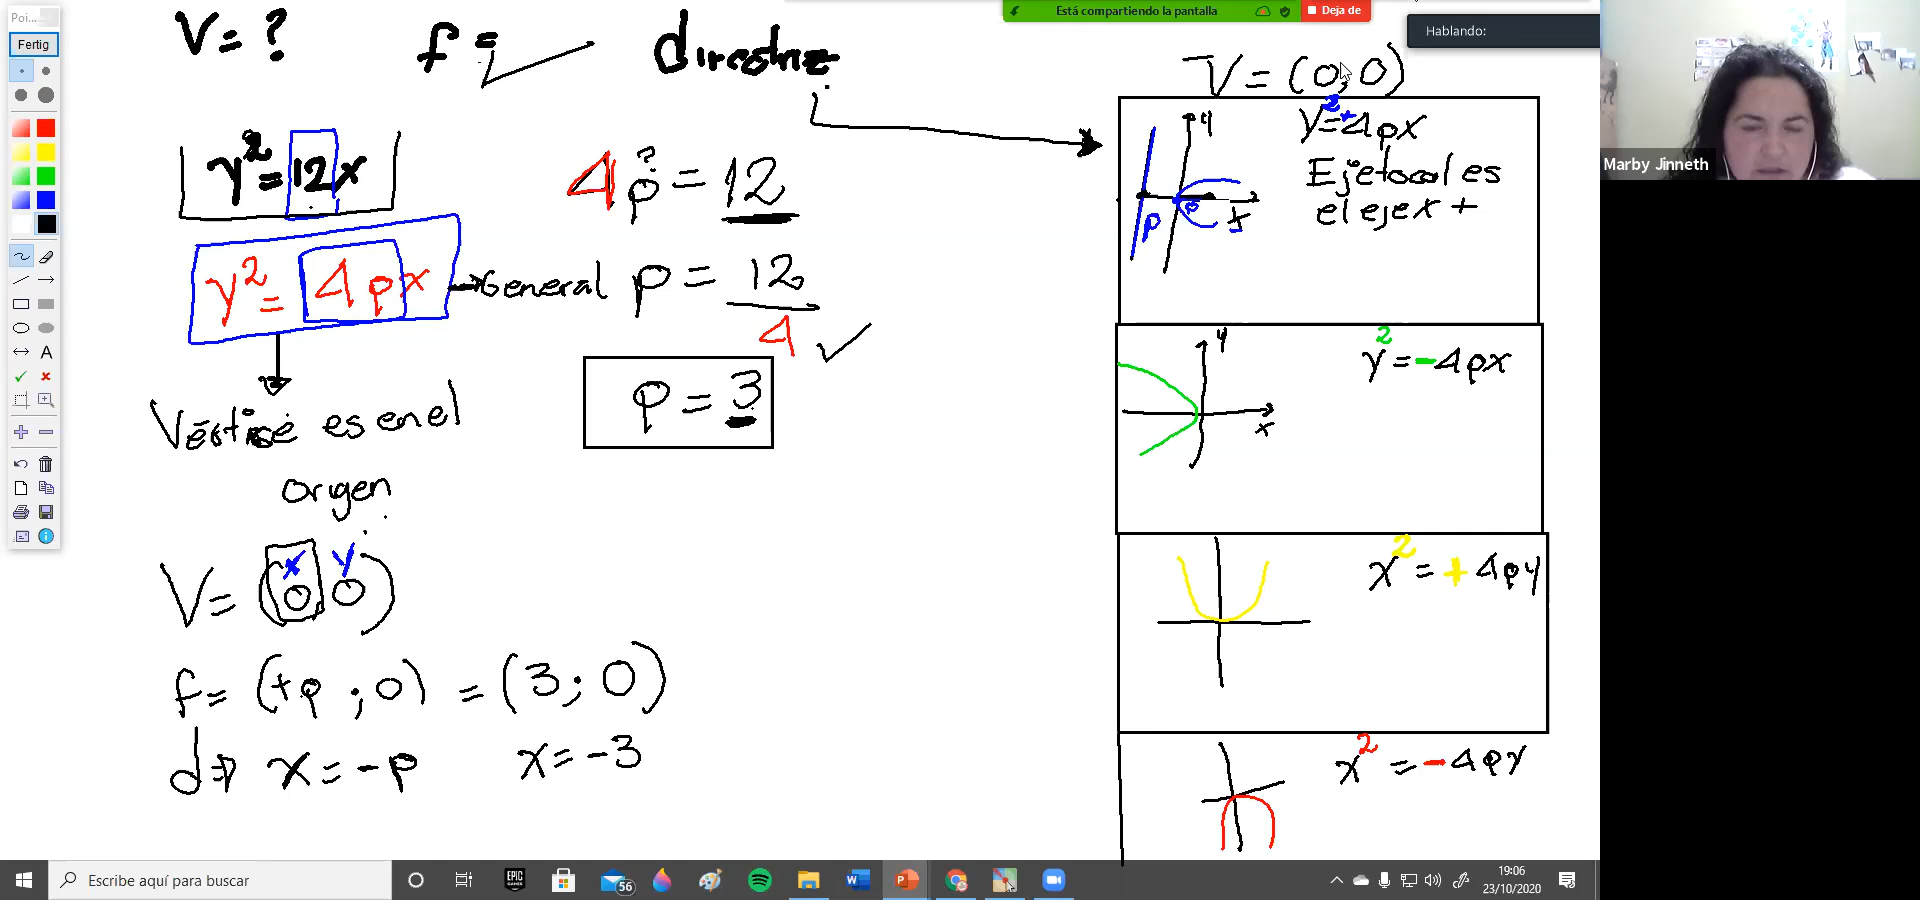 Poi...
Fertig
Está compartiendo la pantalla
Deja de
Hablando:
Marby Jinneth
V = ?
f =
directriz
y² = 12x
y² = 4px
General
Vértice es en el
origen
x y
V = (0 0)
f = (+p ; 0) = (3 ; 0)
d ⇒ x = -p x = -3
?
4p = 12
p = 12
4
p = 3
V = (0,0)
y
y² = + 4px
Eje focal es
el eje x +
p
p
x
y
y² = -4px
x
x² = + 4py
x² = -4py
A
Escribe aquí para buscar
EPIC
GAMES
56
19:06
23/10/2020